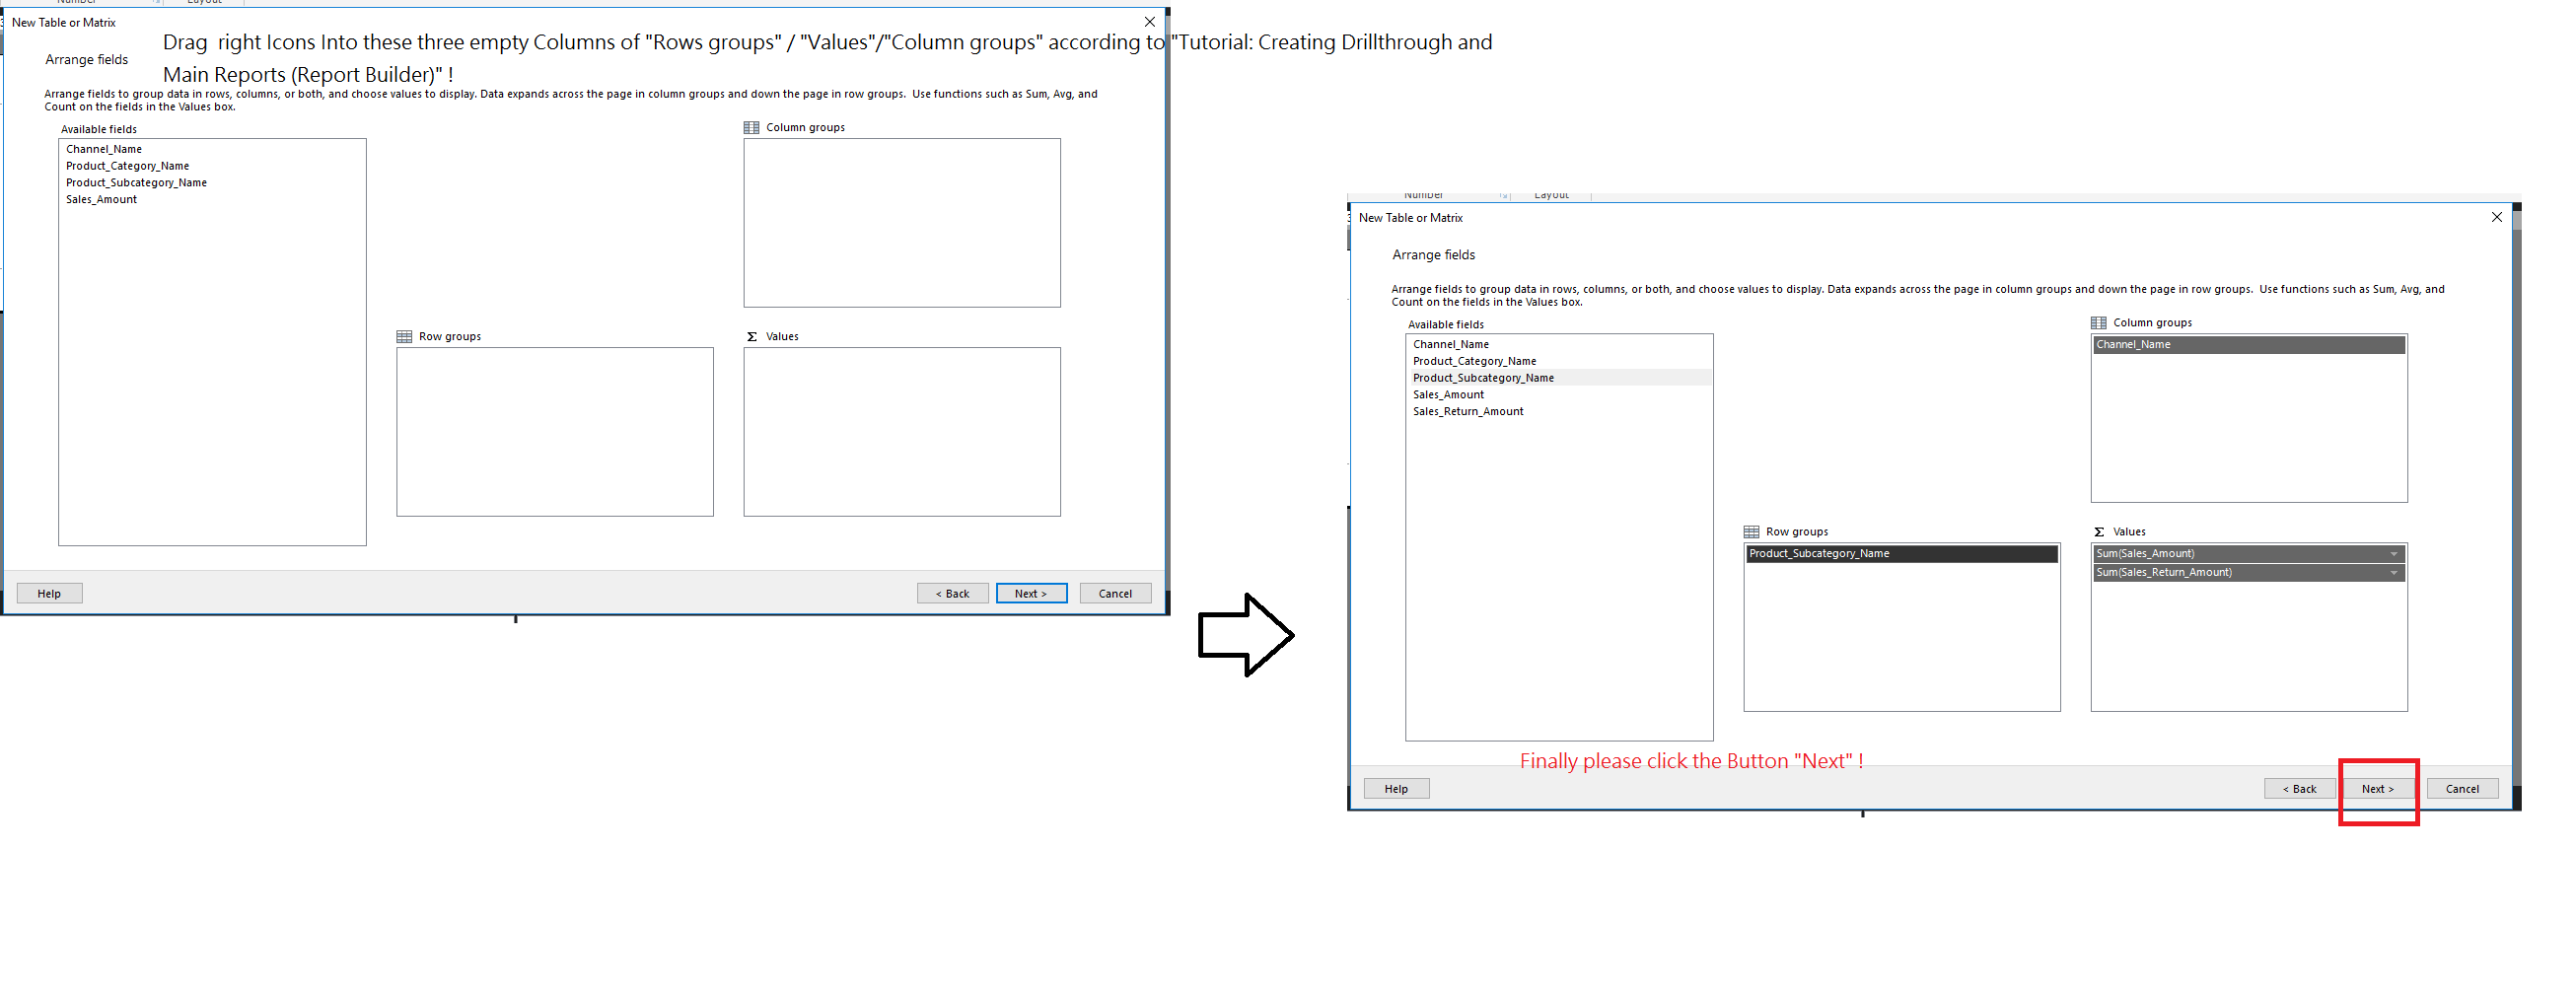 Number
Layout
New Table or Matrix
Drag  right Icons Into these three empty Columns of "Rows groups" / "Values"/"Column groups" according to "Tutorial: Creating Drillthrough and
Main Reports (Report Builder)" !
Arrange fields
Arrange fields to group data in rows, columns, or both, and choose values to display. Data expands across the page in column groups and down the page in row groups.  Use functions such as Sum, Avg, and
Count on the fields in the Values box.
Available fields
Channel_Name
Product_Category_Name
Product_Subcategory_Name
Sales_Amount
Column groups
Row groups
Σ Values
Help
< Back
Next >
Cancel
Number
Layout
New Table or Matrix
Arrange fields
Arrange fields to group data in rows, columns, or both, and choose values to display. Data expands across the page in column groups and down the page in row groups.  Use functions such as Sum, Avg, and
Count on the fields in the Values box.
Available fields
Channel_Name
Product_Category_Name
Product_Subcategory_Name
Sales_Amount
Sales_Return_Amount
Column groups
Channel_Name
Row groups
Product_Subcategory_Name
Σ Values
Sum(Sales_Amount)
Sum(Sales_Return_Amount)
Finally please click the Button "Next" !
Help
< Back
Next >
Cancel